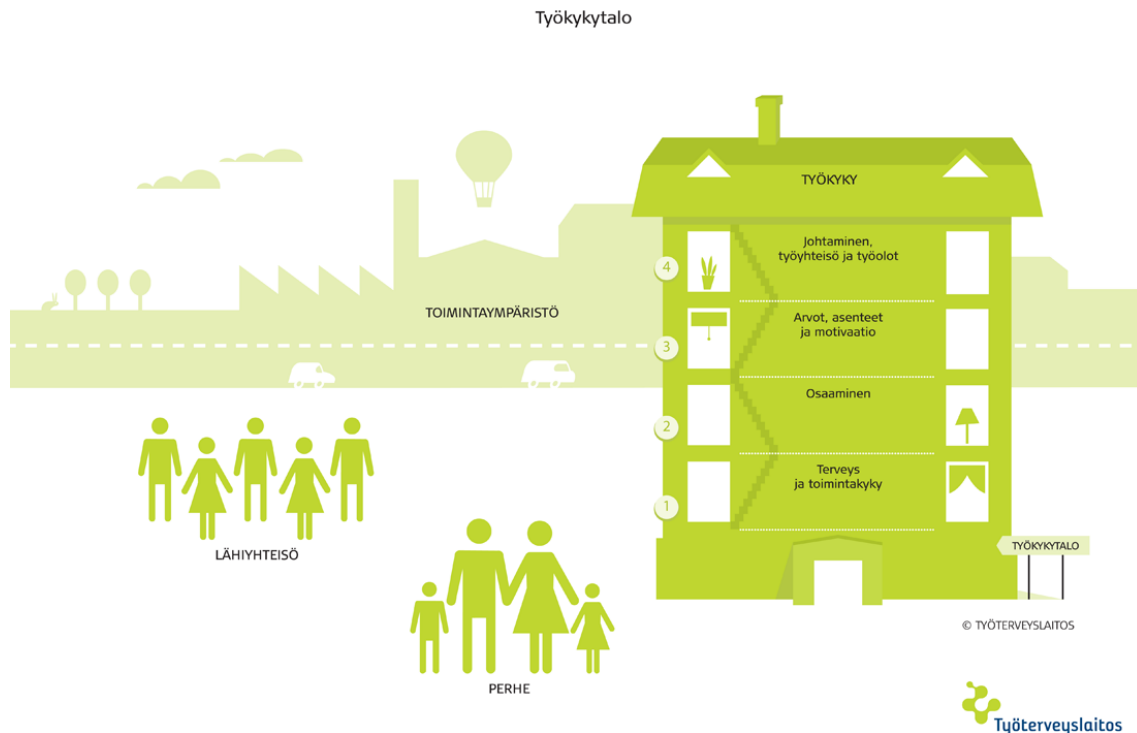 Työkykytalo
TYÖKYKY
4
Johtaminen,
työyhteisö ja työolot
TOIMINTAYMPÄRISTÖ
3
Arvot, asenteet
ja motivaatio
2
Osaaminen
1
Terveys
ja toimintakyky
LÄHIYHTEISÖ
TYÖKYKYTALO
© TYÖTERVEYSLAITOS
PERHE
Työterveyslaitos